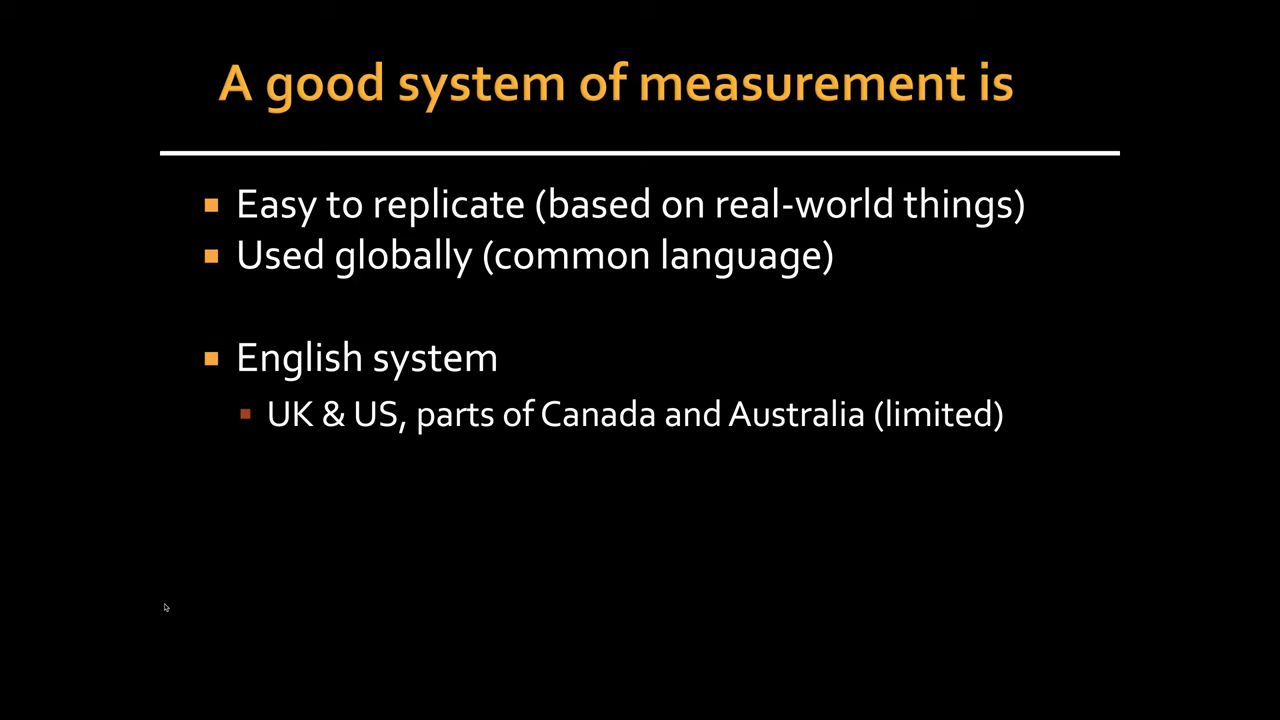 A good system of measurement is
Easy to replicate (based on real-world things)
Used globally (common language)
English system
UK & US, parts of Canada and Australia (limited)